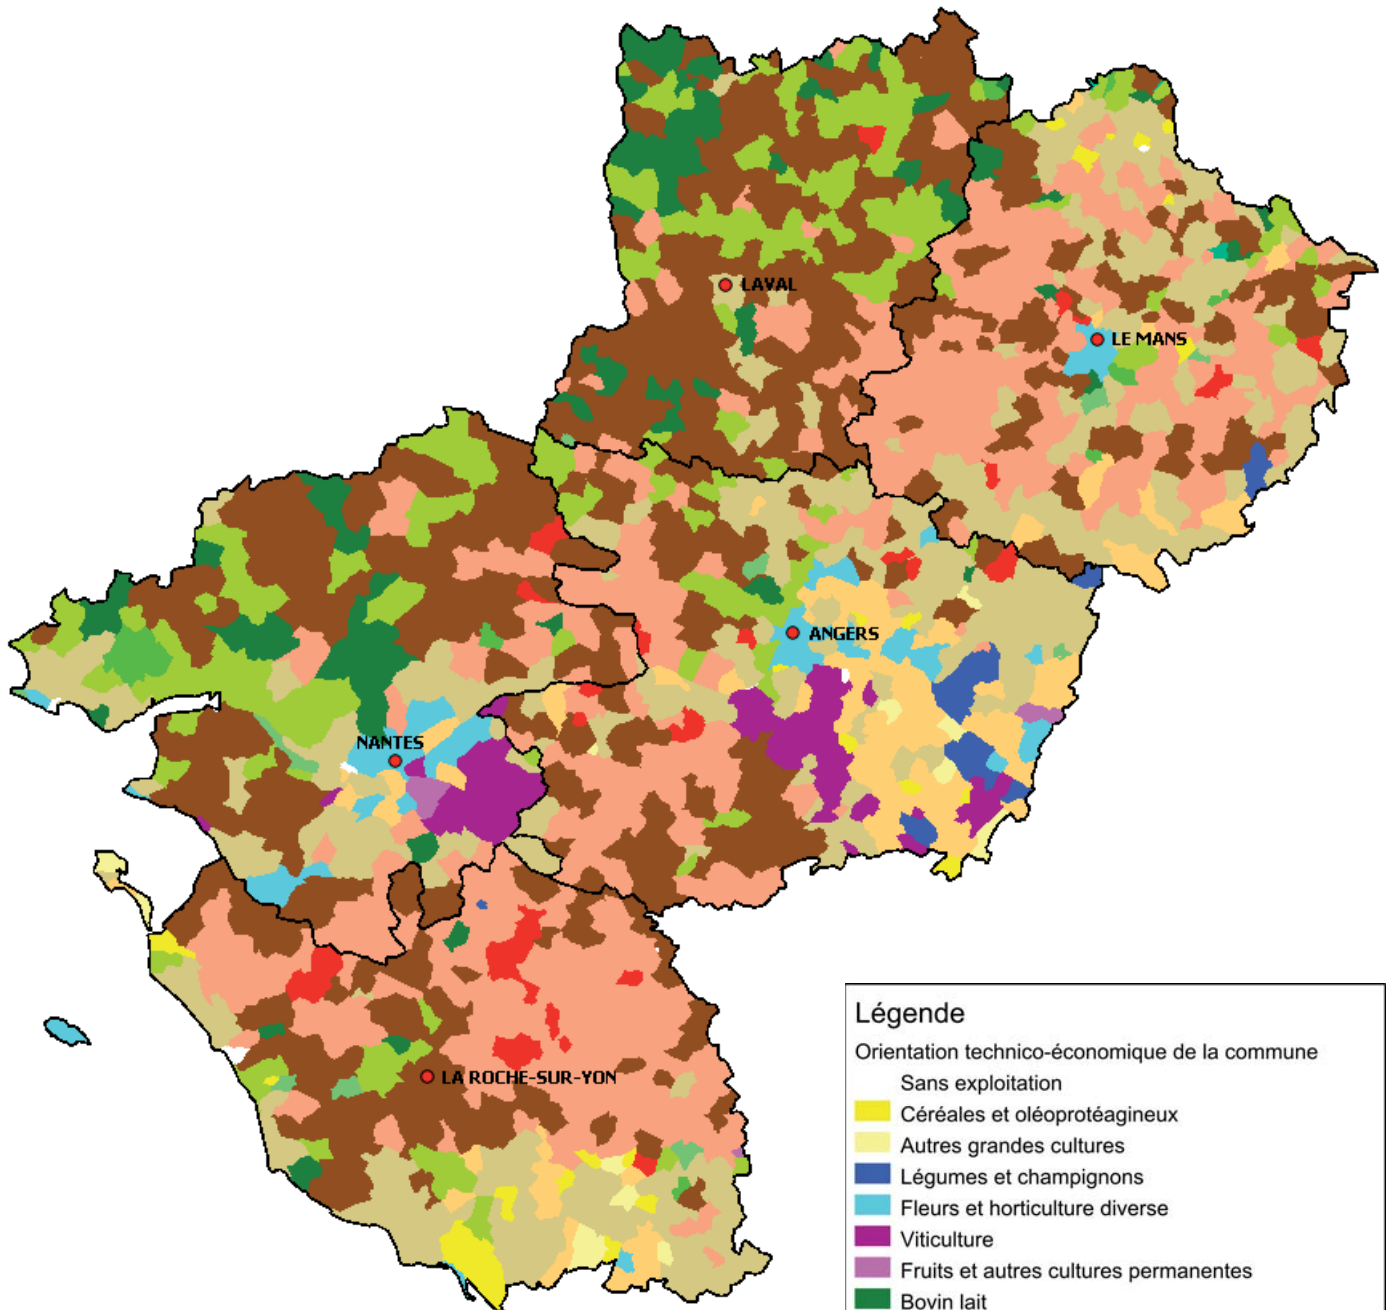 LAVAL
LE MANS
ANGERS
NANTES
LA ROCHE-SUR-YON
Légende
Orientation technico-économique de la commune
Sans exploitation
Céréales et oléoprotéagineux
Autres grandes cultures
Légumes et champignons
Fleurs et horticulture diverse
Viticulture
Fruits et autres cultures permanentes
Bovin lait